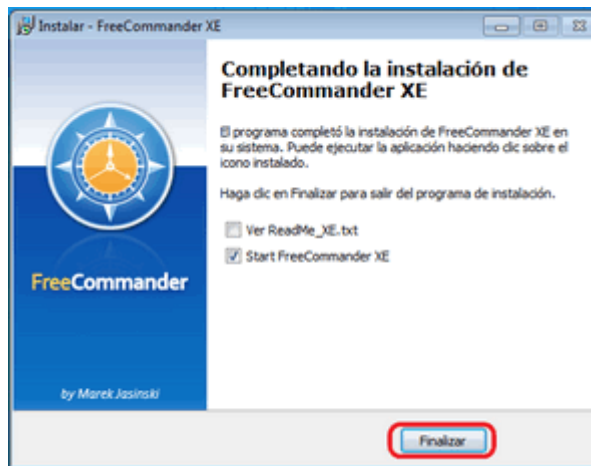 Instalar - FreeCommander XE
Completando la instalación de
FreeCommander XE
El programa completó la instalación de FreeCommander XE en
su sistema. Puede ejecutar la aplicación haciendo clic sobre el
icono instalado.
Haga clic en Finalizar para salir del programa de instalación.
Ver ReadMe_XE.txt
Start FreeCommander XE
FreeCommander
by Marek Jasinski
Finalizar